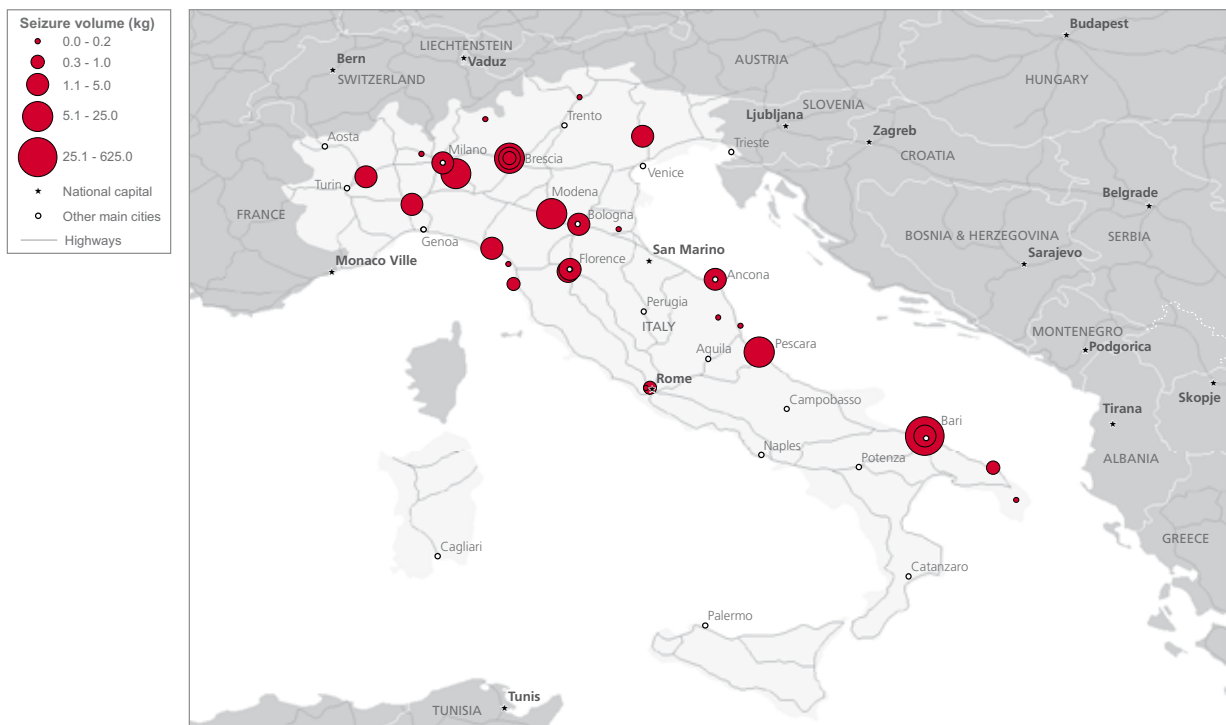 Seizure volume (kg)
0.0 - 0.2
0.3 - 1.0
1.1 - 5.0
5.1 - 25.0
25.1 - 625.0
National capital
Other main cities
Highways
Budapest
LIECHTENSTEIN
Bern
Vaduz
AUSTRIA
HUNGARY
SWITZERLAND
SLOVENIA
Ljubljana
Trento
Zagreb
Aosta
Trieste
Milano
Brescia
CROATIA
Venice
Turin
Modena
Belgrade
FRANCE
Bologna
Genoa
BOSNIA & HERZEGOVINA
SERBIA
San Marino
Sarajevo
Monaco Ville
Florence
Ancona
Perugia
ITALY
MONTENEGRO
Pescara
Podgorica
Aquila
Rome
Skopje
Campobasso
Tirana
Bari
Naples
Potenza
ALBANIA
GREECE
Cagliari
Catanzaro
Palermo
Tunis
TUNISIA